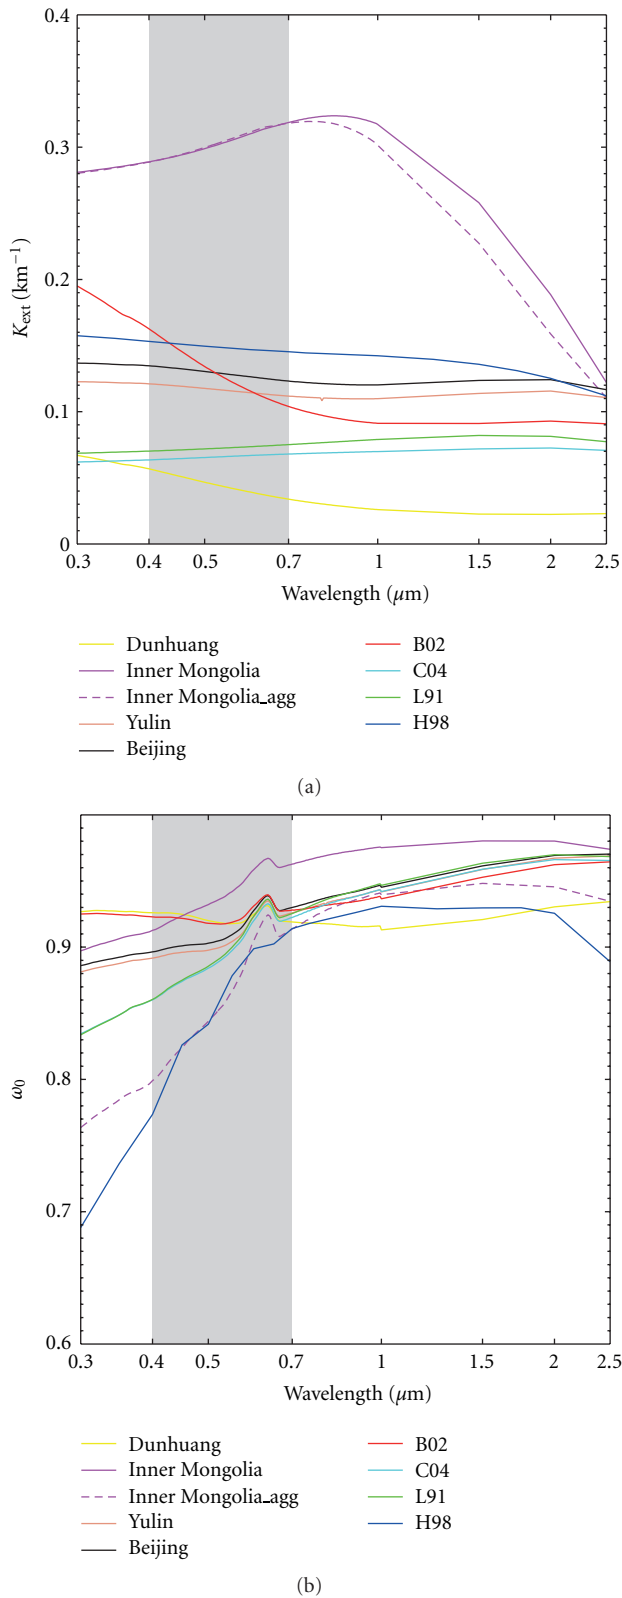 0.4
0.3
0.2
0.1
0
K_ext (km⁻¹)
0.3 0.4 0.5 0.7 1 1.5 2 2.5
Wavelength (μm)
Dunhuang B02
Inner Mongolia C04
Inner Mongolia_agg L91
Yulin H98
Beijing
(a)
0.9
0.8
0.7
0.6
ω₀
0.3 0.4 0.5 0.7 1 1.5 2 2.5
Wavelength (μm)
Dunhuang B02
Inner Mongolia C04
Inner Mongolia_agg L91
Yulin H98
Beijing
(b)